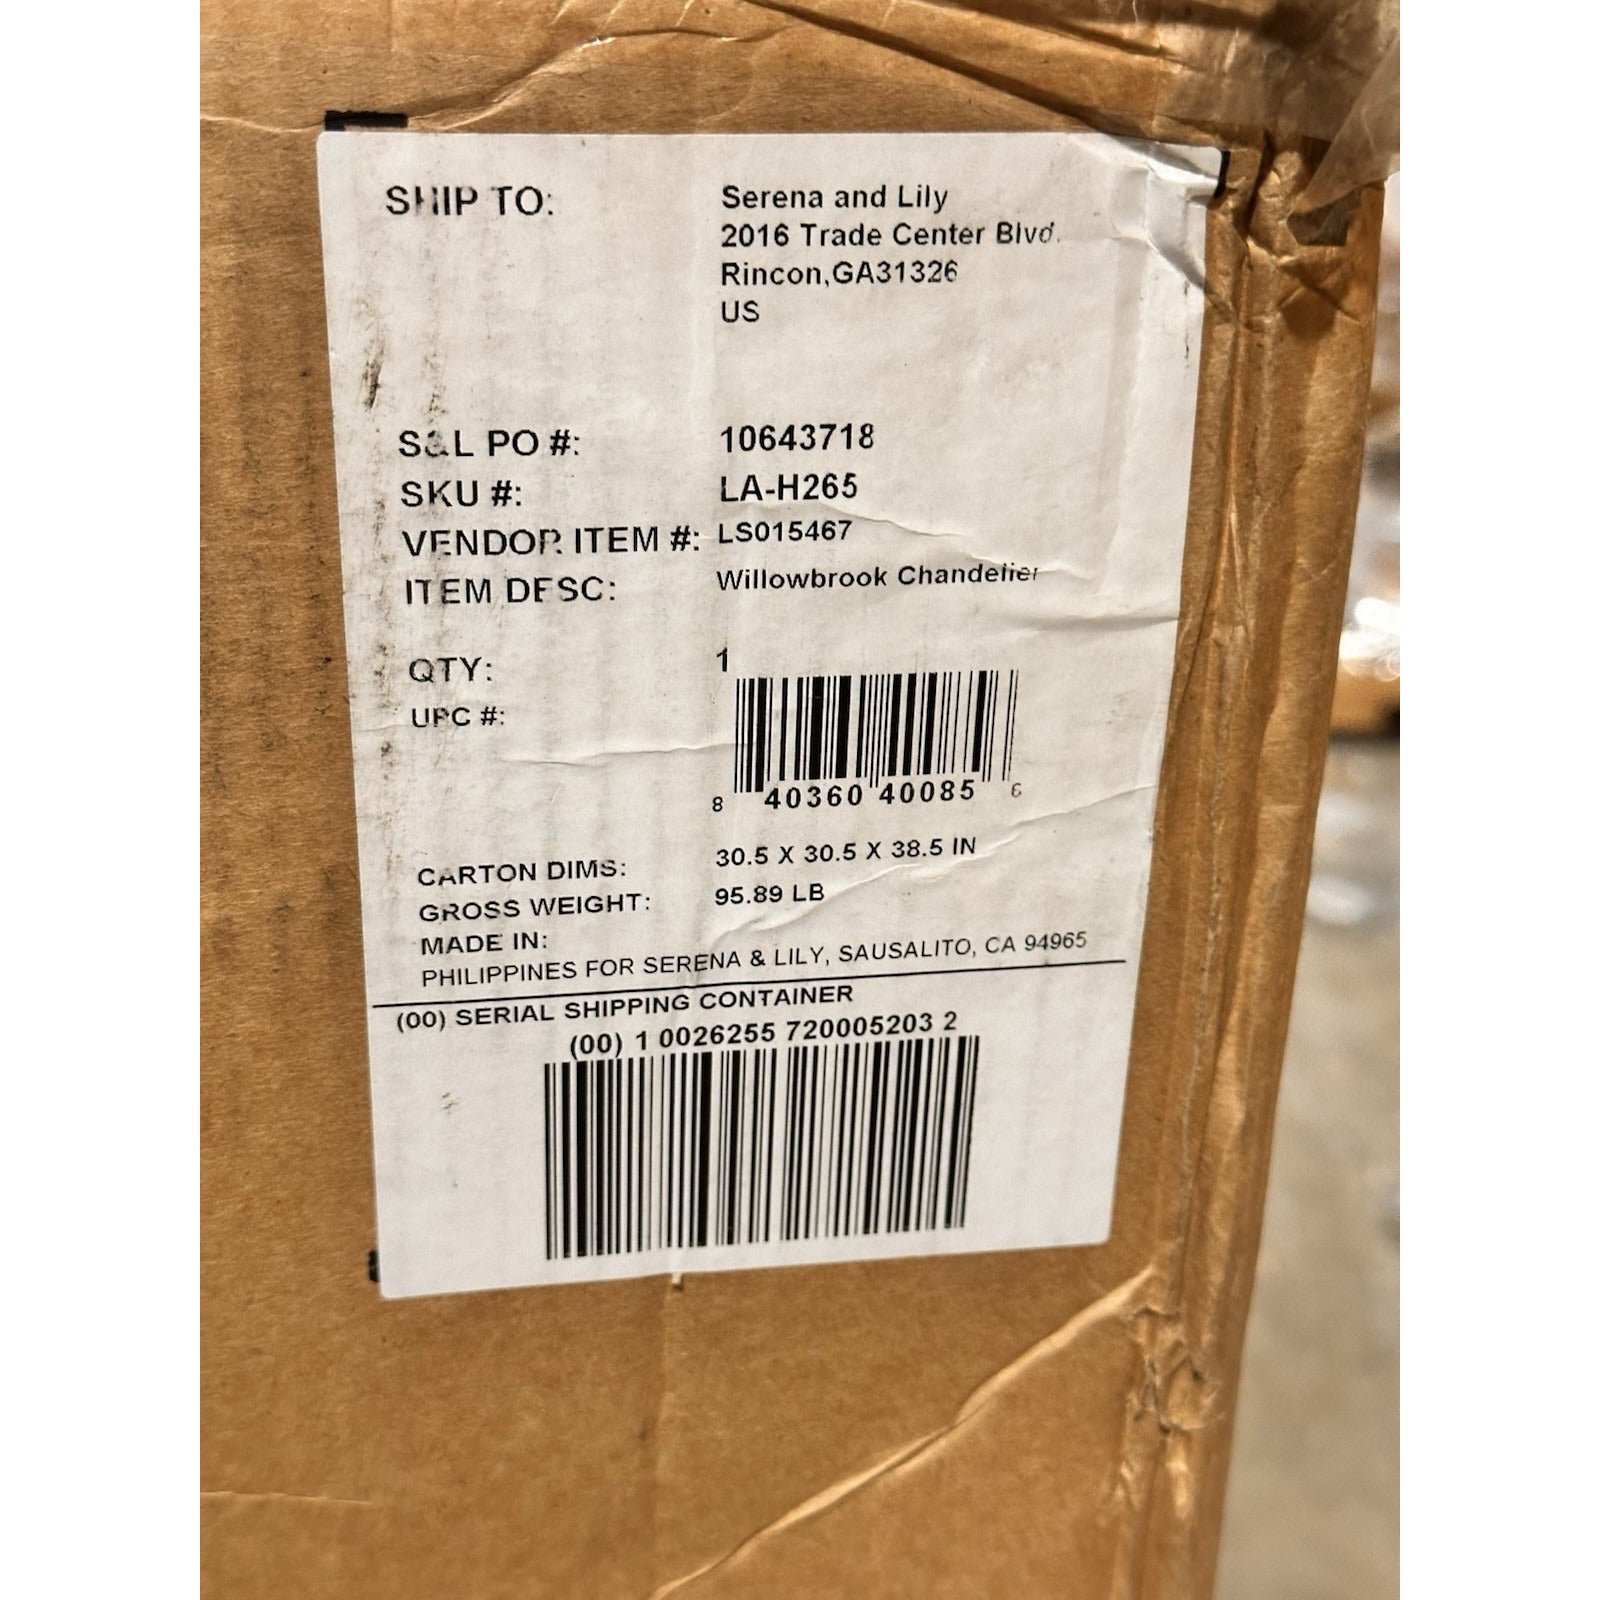 SHIP TO: Serena and Lily
2016 Trade Center Blvd.
Rincon,GA31326
US
S&L PO #: 10643718
SKU #: LA-H265
VENDOR ITEM #: LS015467
ITEM DESC: Willowbrook Chandelier
QTY: 1
UPC #:
8 40360 40085 6
CARTON DIMS: 30.5 X 30.5 X 38.5 IN
GROSS WEIGHT: 95.89 LB
MADE IN:
PHILIPPINES FOR SERENA & LILY, SAUSALITO, CA 94965
(00) SERIAL SHIPPING CONTAINER
(00) 1 0026255 720005203 2